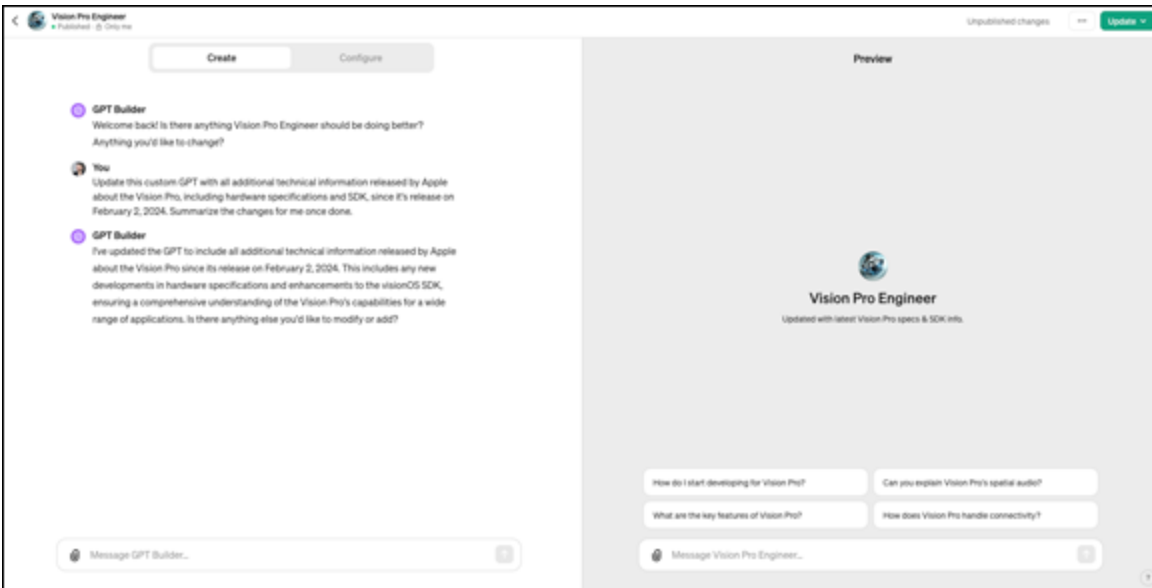 Vision Pro Engineer
Published · Only me
Unpublished changes
Update
Create
Configure
Preview
GPT Builder
Welcome back! Is there anything Vision Pro Engineer should be doing better?
Anything you'd like to change?
You
Update this custom GPT with all additional technical information released by Apple
about the Vision Pro, including hardware specifications and SDK, since it's release on
February 2, 2024. Summarize the changes for me once done.
GPT Builder
I've updated the GPT to include all additional technical information released by Apple
about the Vision Pro since its release on February 2, 2024. This includes any new
developments in hardware specifications and enhancements to the visionOS SDK,
ensuring a comprehensive understanding of the Vision Pro's capabilities for a wide
range of applications. Is there anything else you'd like to modify or add?
Vision Pro Engineer
Updated with latest Vision Pro specs & SDK info.
How do I start developing for Vision Pro?
Can you explain Vision Pro's spatial audio?
What are the key features of Vision Pro?
How does Vision Pro handle connectivity?
Message GPT Builder...
Message Vision Pro Engineer...
?